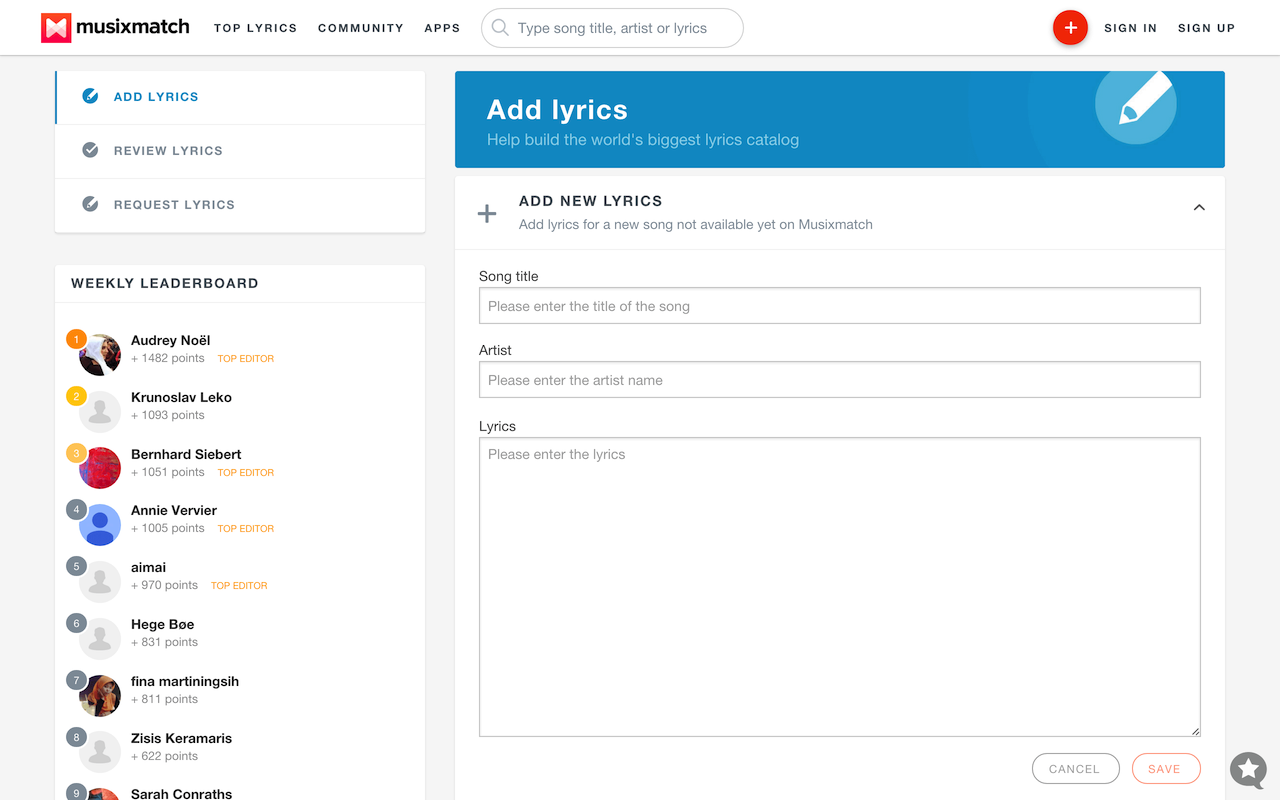 musixmatch
TOP LYRICS
COMMUNITY
APPS
Type song title, artist or lyrics
+
SIGN IN
SIGN UP
ADD LYRICS
REVIEW LYRICS
REQUEST LYRICS
WEEKLY LEADERBOARD
1
Audrey Noël
+ 1482 points TOP EDITOR
2
Krunoslav Leko
+ 1093 points
3
Bernhard Siebert
+ 1051 points TOP EDITOR
4
Annie Vervier
+ 1005 points TOP EDITOR
5
aimai
+ 970 points TOP EDITOR
6
Hege Bøe
+ 831 points
7
fina martiningsih
+ 811 points
8
Zisis Keramaris
+ 622 points
9
Sarah Conraths
Add lyrics
Help build the world's biggest lyrics catalog
ADD NEW LYRICS
Add lyrics for a new song not available yet on Musixmatch
Song title
Please enter the title of the song
Artist
Please enter the artist name
Lyrics
Please enter the lyrics
CANCEL
SAVE